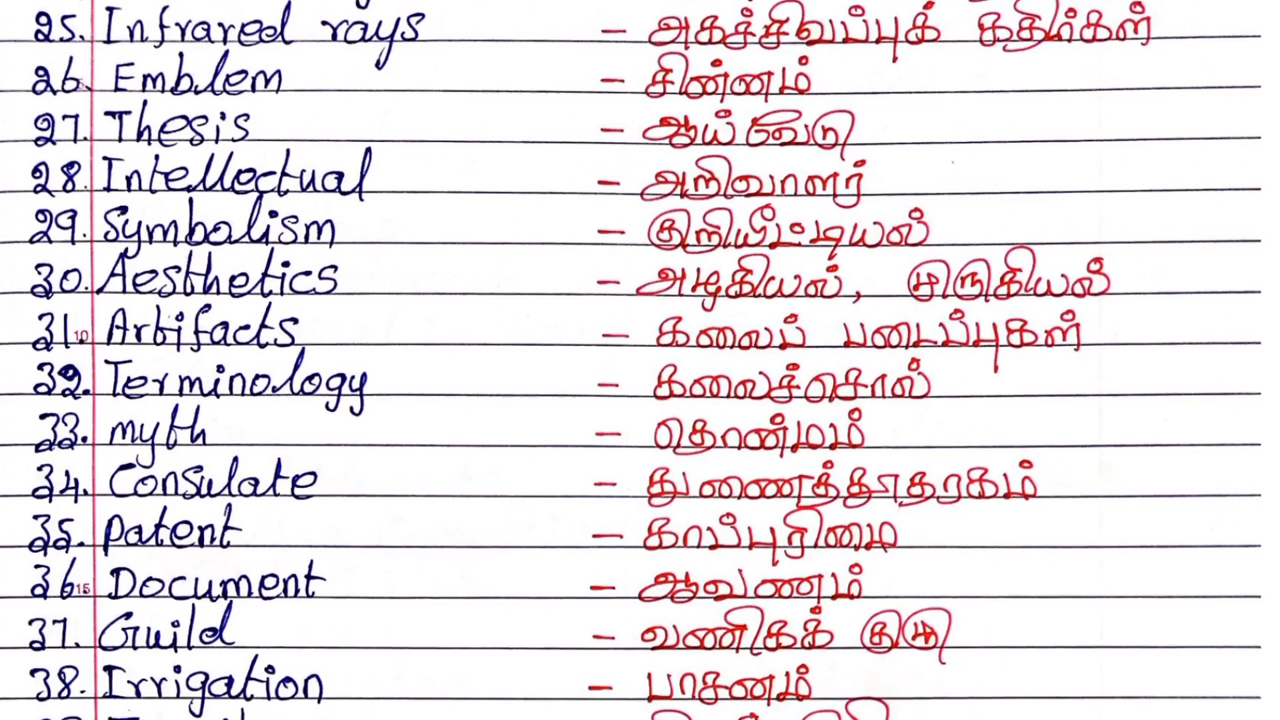 25. Infrared rays – அகச்சிவப்புக் கதிர்கள்
26. Emblem – சின்னம்
27. Thesis – ஆய்வேடு
28. Intellectual – அறிவாளர்
29. Symbolism – குறியீட்டியல்
30. Aesthetics – அழகியல், முருகியல்
31. Artifacts – கலைப் படைப்புகள்
32. Terminology – கலைச்சொல்
33. myth – தொண்மம்
34. Consulate – துணைத்தூதரகம்
35. Patent – காப்புரிமை
36. Document – ஆவணம்
37. Guild – வணிகக் குழு
38. Irrigation – பாசனம்